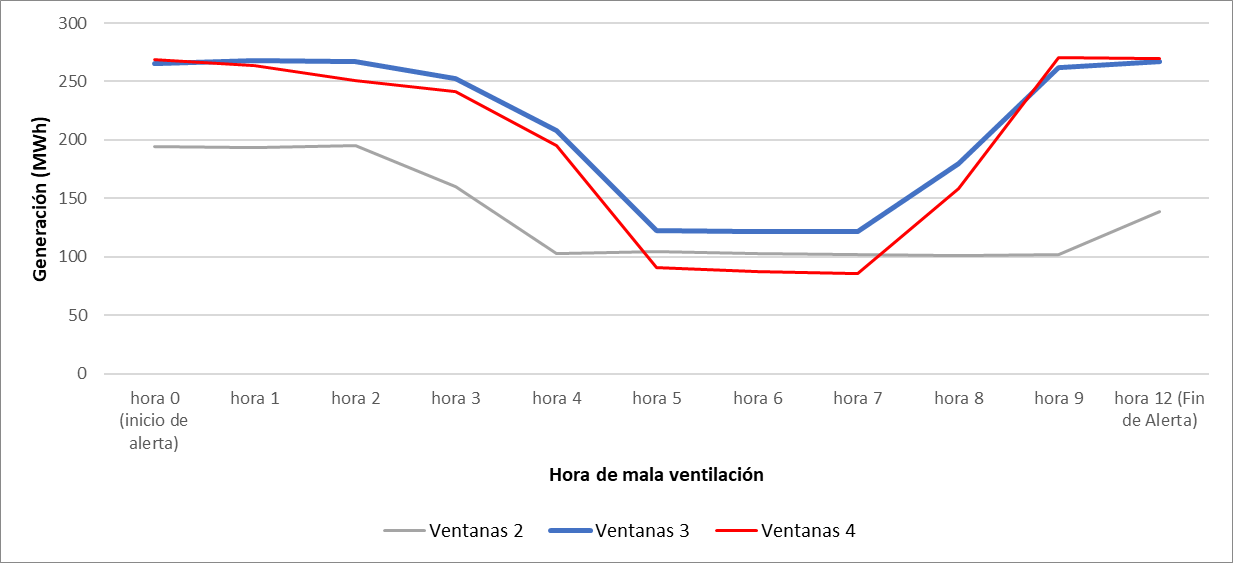 300
250
200
150
100
50
0
Generación (MWh)
hora 0
(inicio de
alerta)
hora 1
hora 2
hora 3
hora 4
hora 5
hora 6
hora 7
hora 8
hora 9
hora 12 (Fin
de Alerta)
Hora de mala ventilación
Ventanas 2
Ventanas 3
Ventanas 4